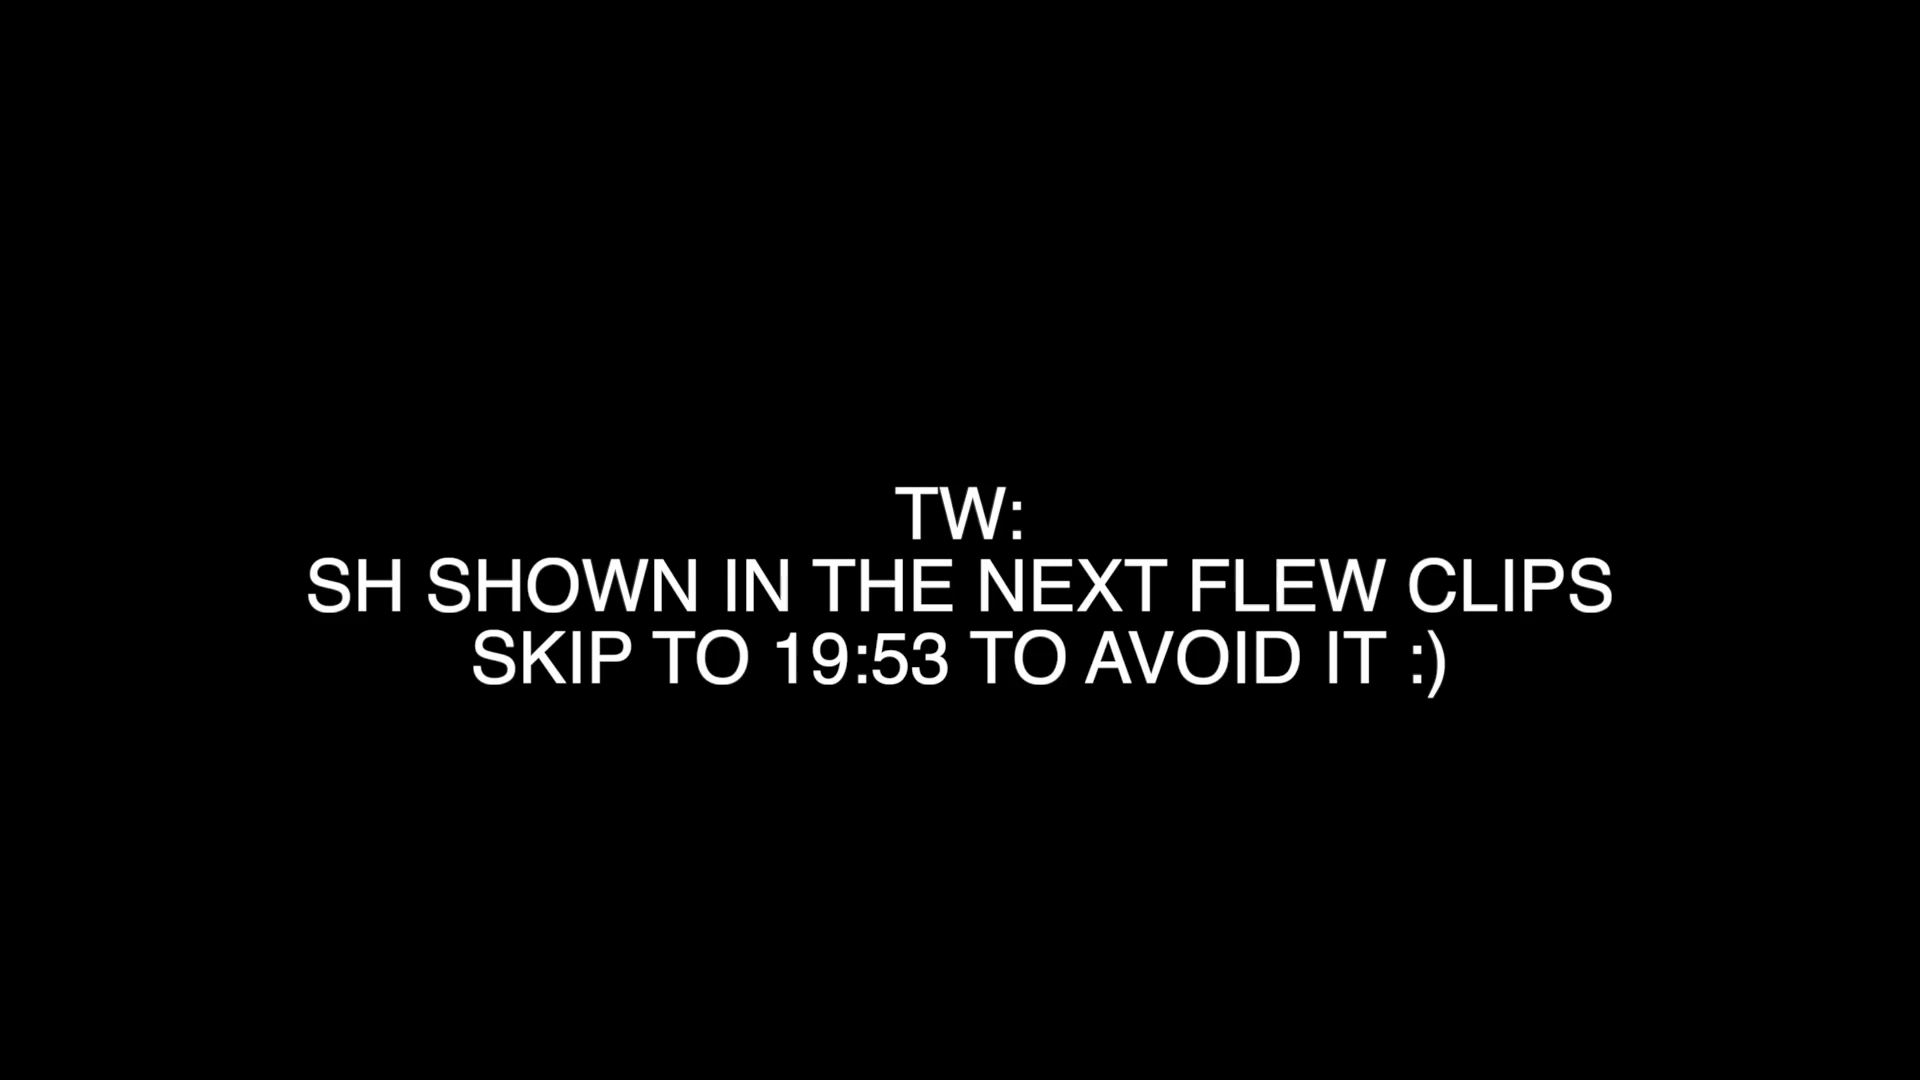 TW:
SH SHOWN IN THE NEXT FLEW CLIPS
SKIP TO 19:53 TO AVOID IT :)